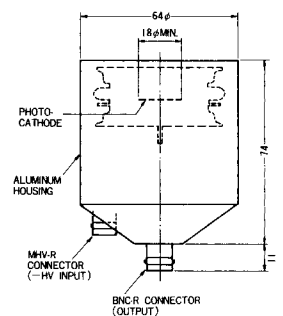 64φ
18φMIN.
PHOTO-
CATHODE
74
ALUMINUM
HOUSING
MHV-R
CONNECTOR
(−HV INPUT)
11
BNC-R CONNECTOR
(OUTPUT)